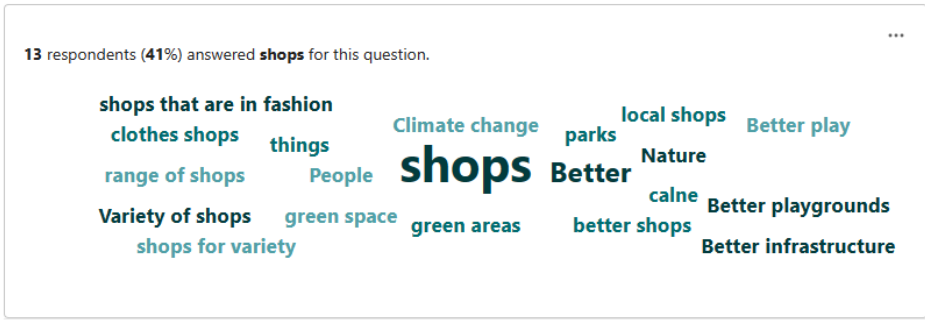 ...
13 respondents (41%) answered shops for this question.
shops that are in fashion
local shops
Climate change
Better play
clothes shops
parks
things
Nature
shops
Better
range of shops
People
calne
Better playgrounds
Variety of shops
green space
green areas
better shops
shops for variety
Better infrastructure